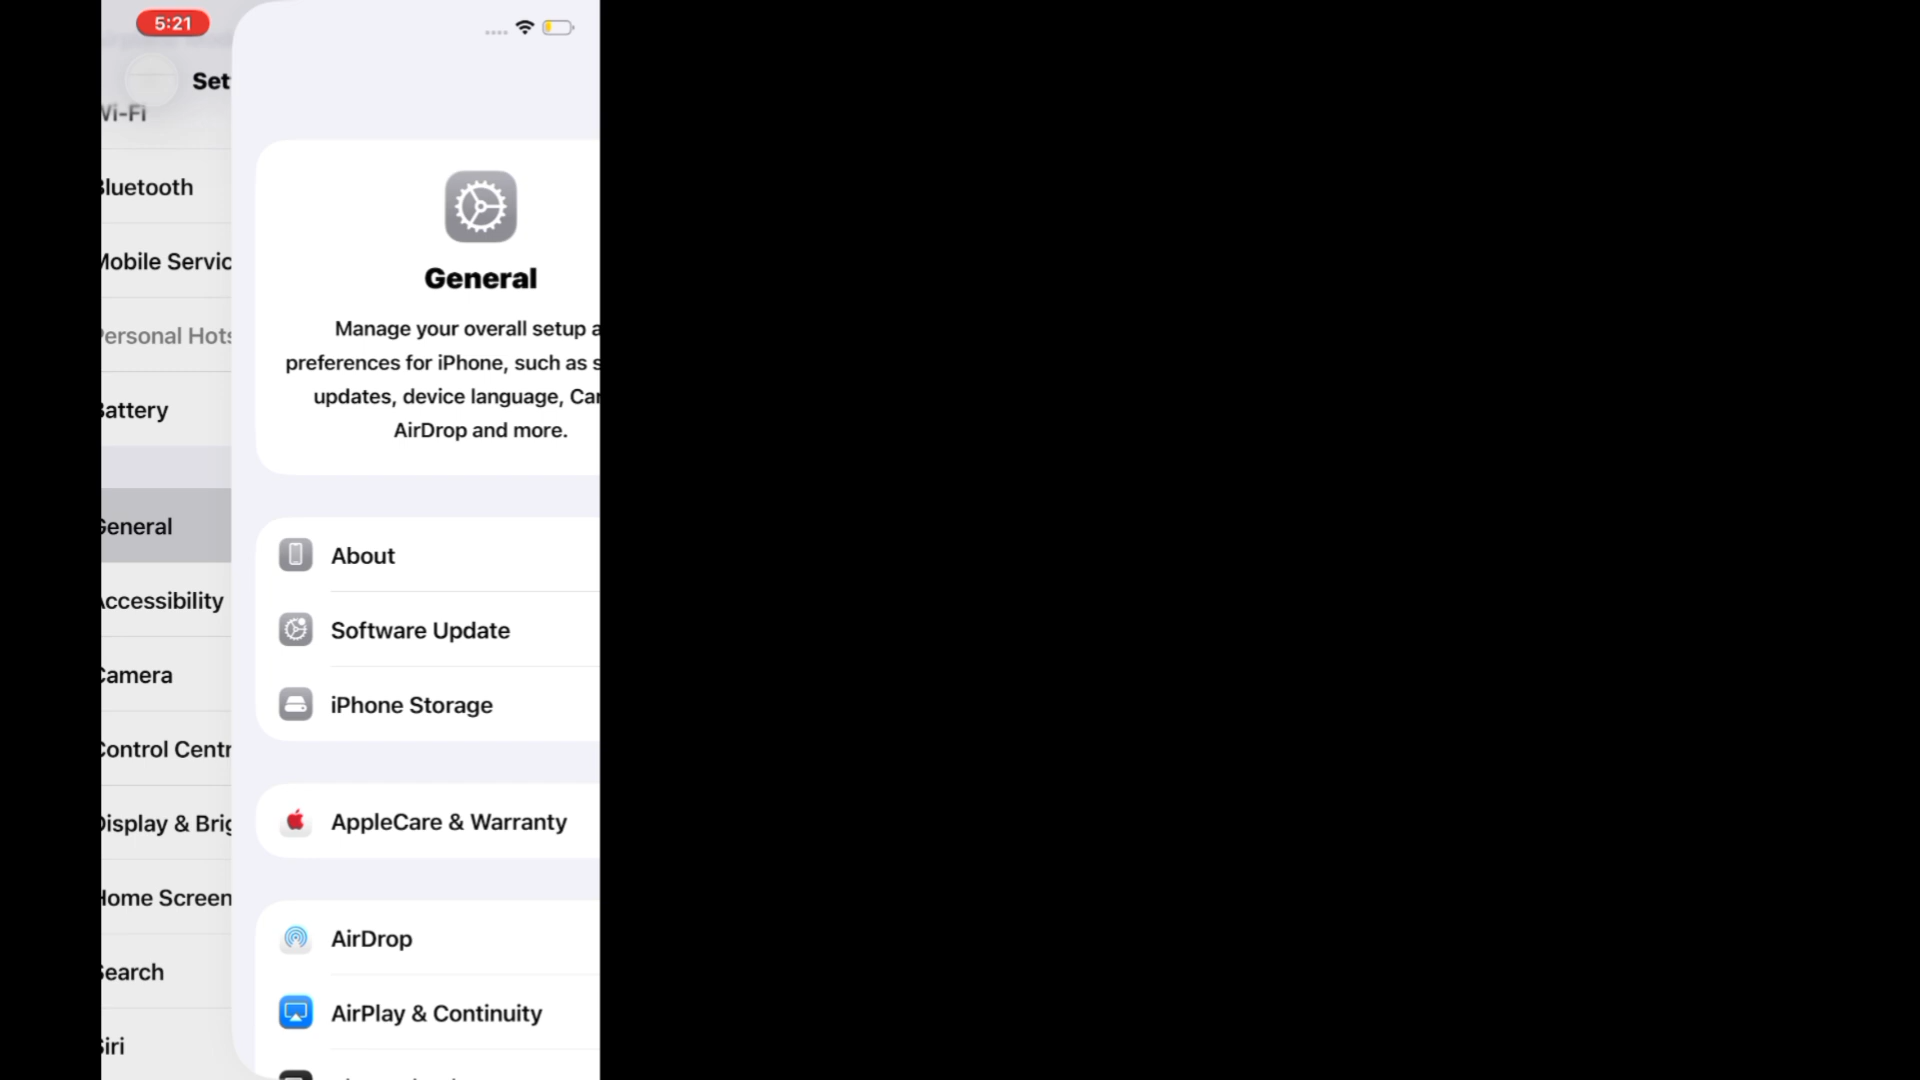 5:21
Set
Wi-Fi
Bluetooth
Mobile Servic
Personal Hots
Battery
General
Accessibility
Camera
Control Centr
Display & Brig
Home Screen
Search
Siri
General
Manage your overall setup a
preferences for iPhone, such as s
updates, device language, Car
AirDrop and more.
About
Software Update
iPhone Storage
AppleCare & Warranty
AirDrop
AirPlay & Continuity